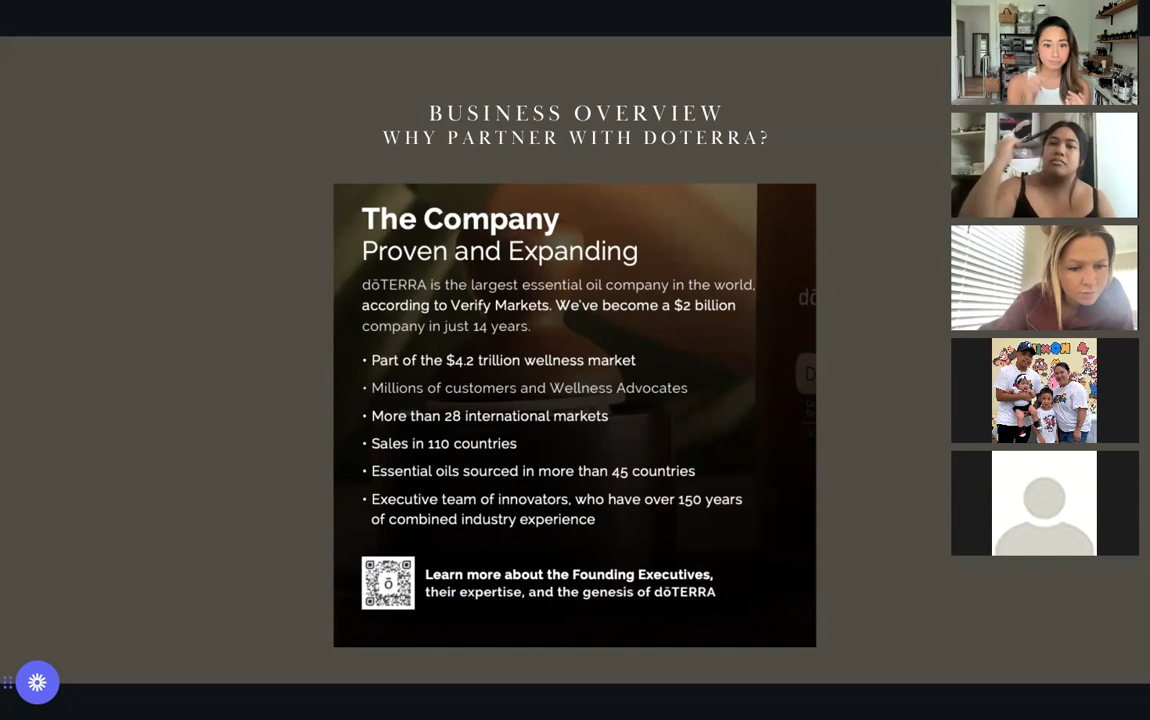 BUSINESS OVERVIEW
WHY PARTNER WITH DOTERRA?
The Company
Proven and Expanding
dōTERRA is the largest essential oil company in the world,
according to Verify Markets. We've become a $2 billion
company in just 14 years.
• Part of the $4.2 trillion wellness market
• Millions of customers and Wellness Advocates
• More than 28 international markets
• Sales in 110 countries
• Essential oils sourced in more than 45 countries
• Executive team of innovators, who have over 150 years
of combined industry experience
ō
Learn more about the Founding Executives,
their expertise, and the genesis of dōTERRA